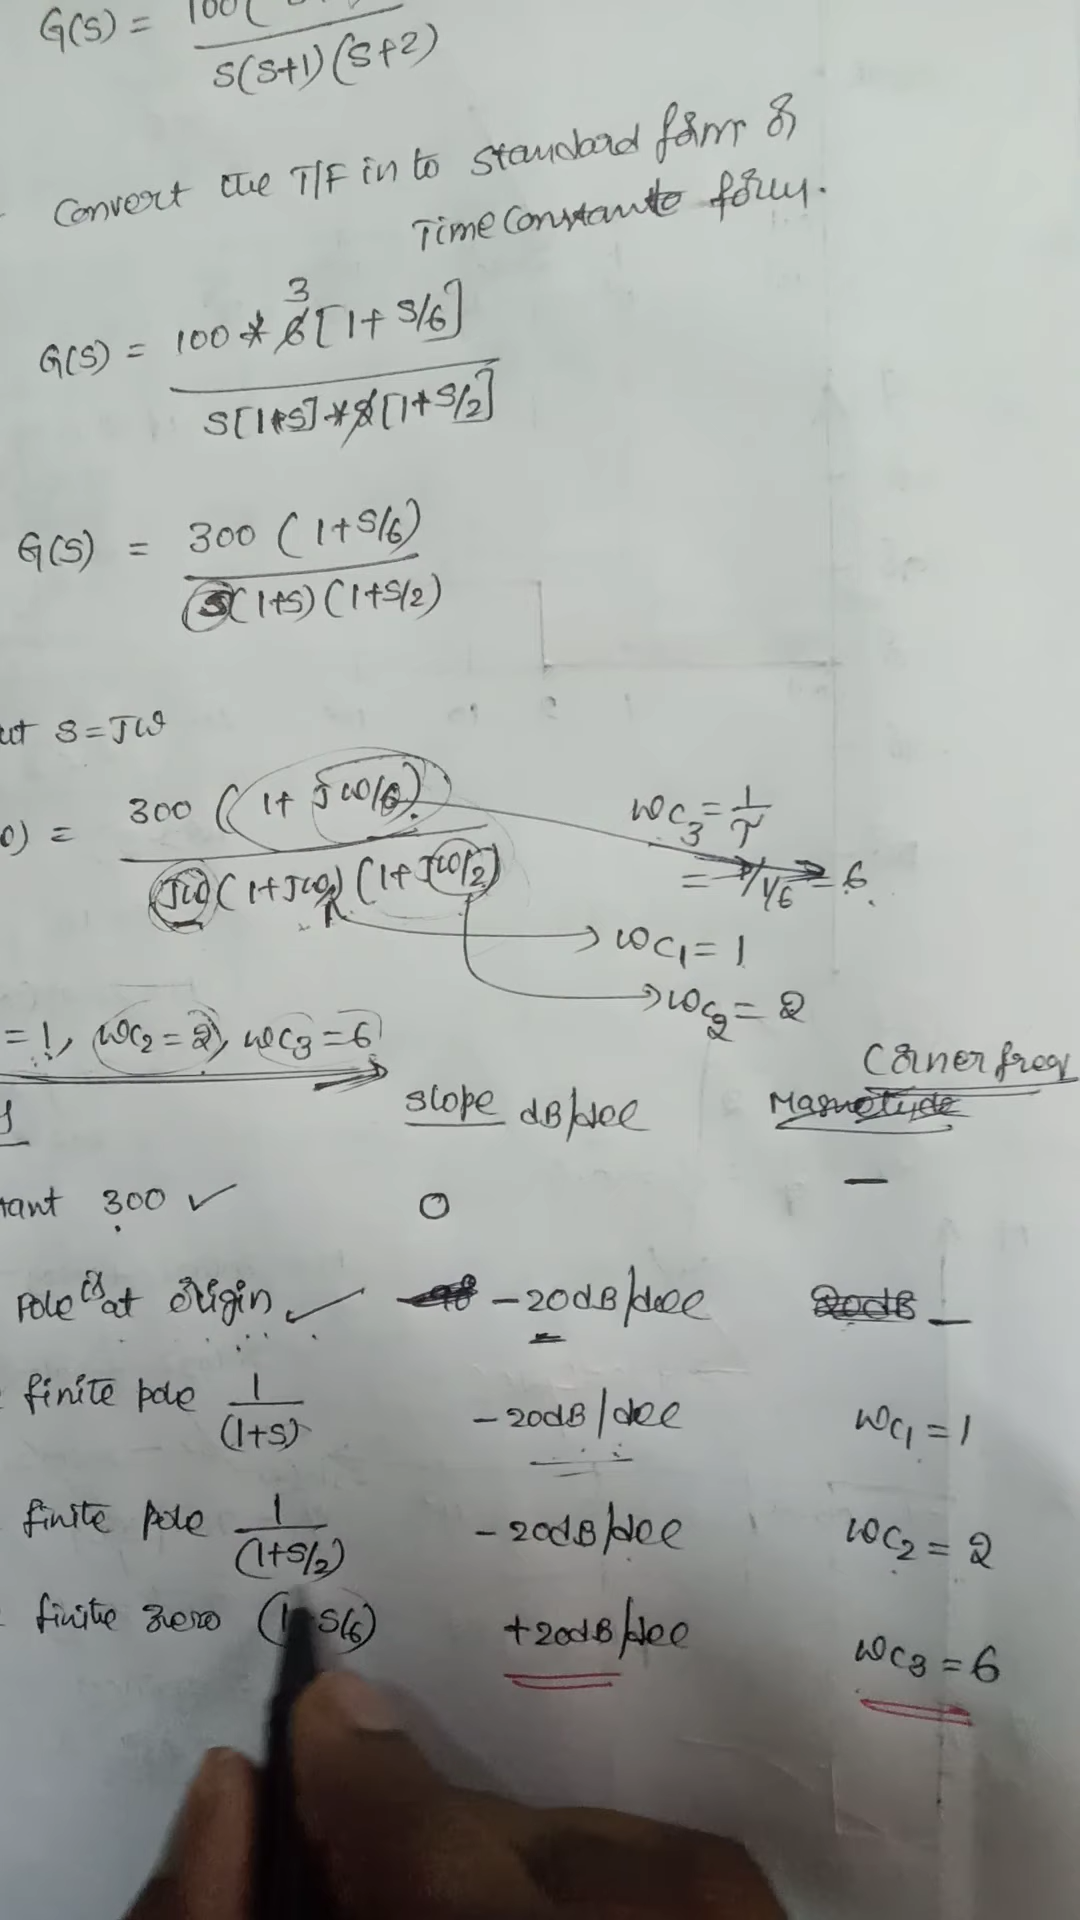 G(S) = 100(
S(S+1)(S+2)
Convert the T/F in to standard form &
Time Constante form.
3
G(S) = 100 * 6 [1 + S/6]
S[1+S] * 2 [1 + S/2]
G(S) = 300 (1+S/6)
S(1+S)(1+S/2)
ut S = Jω
ω) = 300 (1 + Jω/6)
Jω (1+Jω) (1+Jω/2)
ωC3 = 1/T
= 1/1/6 = 6.
→ ωC1 = 1
→ ωC2 = 2
= 1, ωC2 = 2, ωC3 = 6
Slope dB/dec
Corner freq
Magnetude
tant 300 ✓ 0 —
Pole is at origin ✓ -20dB/dec 20dB —
finite pole 1/(1+S) -20dB/dec ωC1 = 1
finite pole 1/(1+S/2) -20dB/dec ωC2 = 2
finite zero (1 S/6) +20dB/dec ωC3 = 6